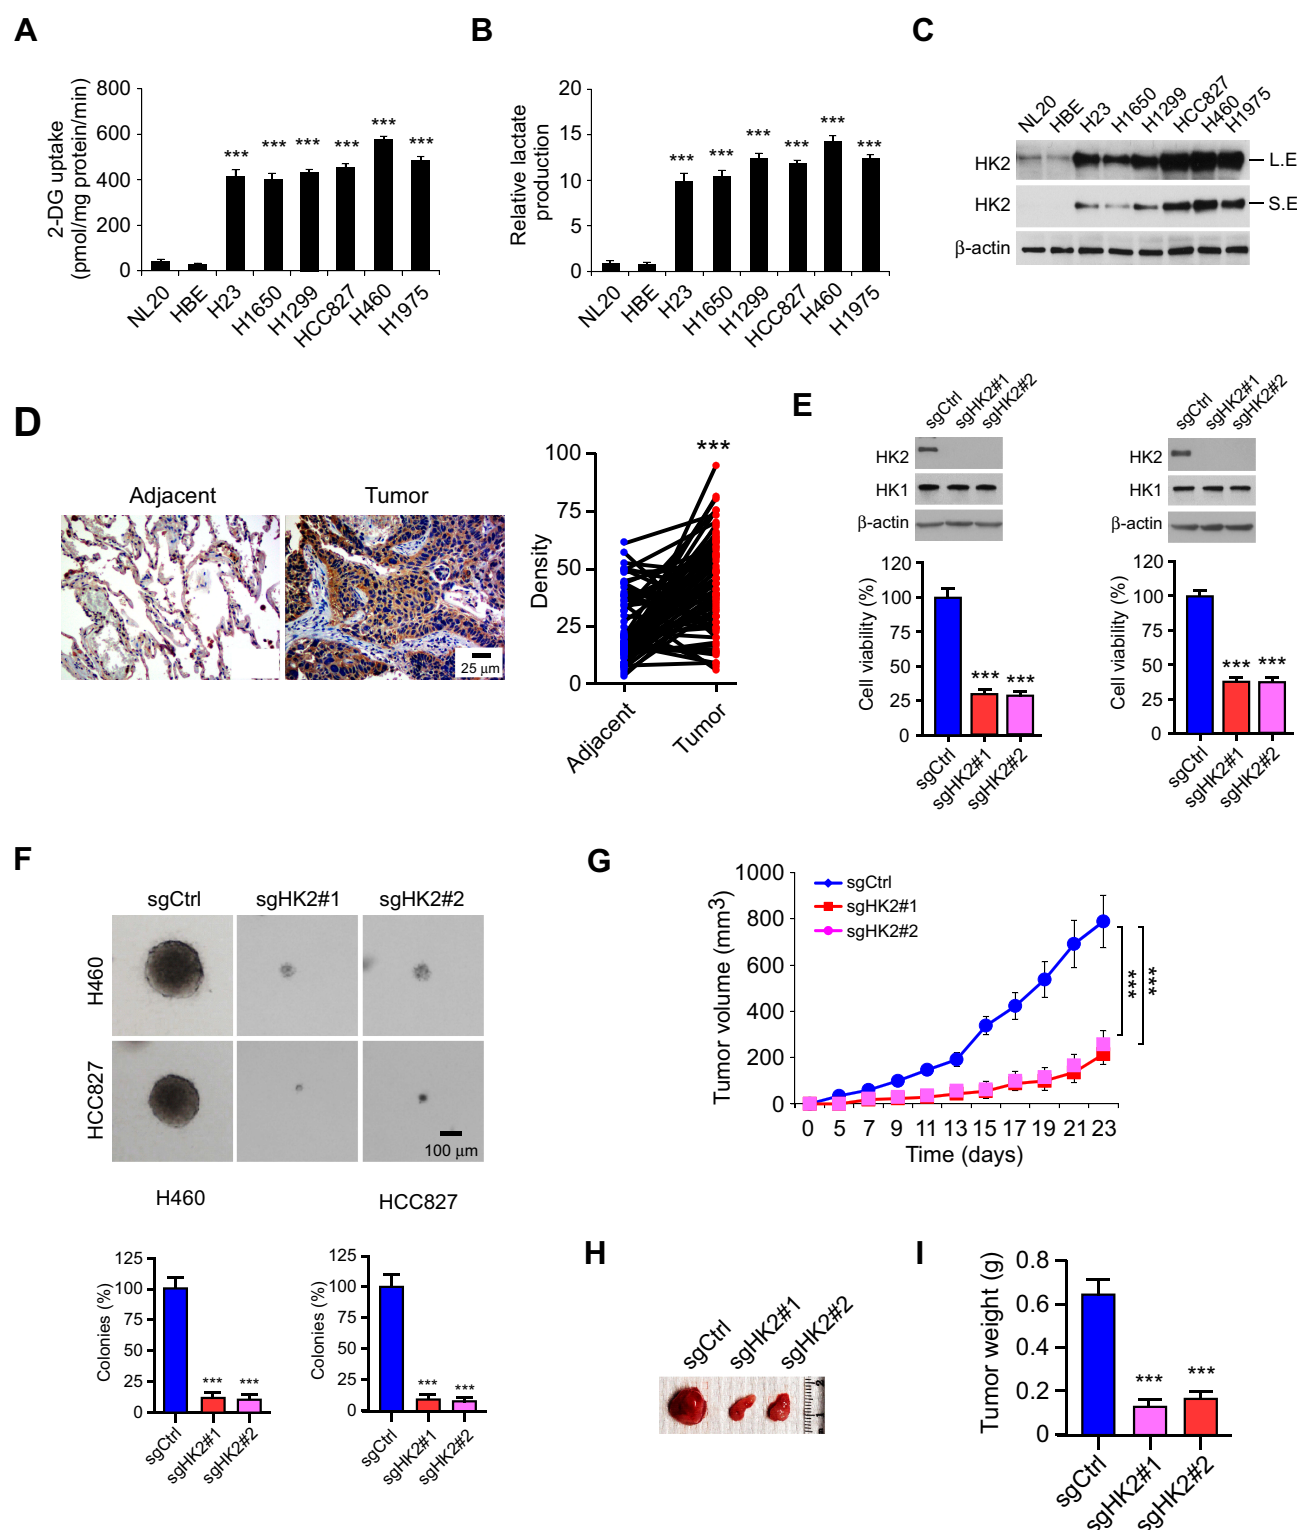 A
800
600
400
200
0
2-DG uptake
(pmol/mg protein/min)
***
***
***
***
***
***
NL20
HBE
H23
H1650
H1299
HCC827
H460
H1975
B
20
15
10
5
0
Relative lactate
production
***
***
***
***
***
***
NL20
HBE
H23
H1650
H1299
HCC827
H460
H1975
C
NL20
HBE
H23
H1650
H1299
HCC827
H460
H1975
HK2
L.E
HK2
S.E
β-actin
D
Adjacent
Tumor
25 μm
100
75
50
25
0
Density
***
Adjacent
Tumor
E
sgCtrl
sgHK2#1
sgHK2#2
HK2
HK1
β-actin
120
100
75
50
25
0
Cell viability (%)
***
***
sgCtrl
sgHK2#1
sgHK2#2
sgCtrl
sgHK2#1
sgHK2#2
HK2
HK1
β-actin
120
100
75
50
25
0
Cell viability (%)
***
***
sgCtrl
sgHK2#1
sgHK2#2
F
sgCtrl
sgHK2#1
sgHK2#2
H460
HCC827
100 μm
H460
125
100
75
50
25
0
Colonies (%)
***
***
sgCtrl
sgHK2#1
sgHK2#2
HCC827
125
100
75
50
25
0
Colonies (%)
***
***
sgCtrl
sgHK2#1
sgHK2#2
G
1000
800
600
400
200
0
Tumor volume (mm³)
sgCtrl
sgHK2#1
sgHK2#2
***
***
0 5 7 9 11 13 15 17 19 21 23
Time (days)
H
sgCtrl
sgHK2#1
sgHK2#2
I
0.8
0.6
0.4
0.2
0
Tumor weight (g)
***
***
sgCtrl
sgHK2#1
sgHK2#2